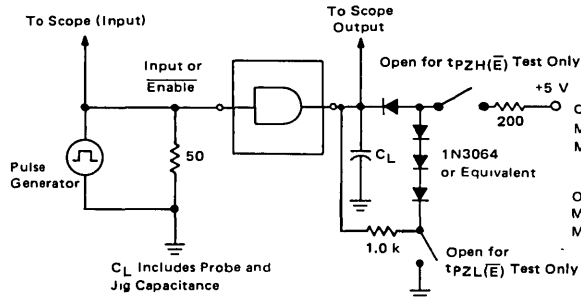 To Scope (Input)
To Scope
Output
Input or
Enable
Open for tPZH(E̅) Test Only
+5 V
200
Pulse
Generator
50
CL
1N3064
or Equivalent
1.0 k
Open for
tPZL(E̅) Test Only
CL Includes Probe and
Jig Capacitance
O
M
M
O
M
M